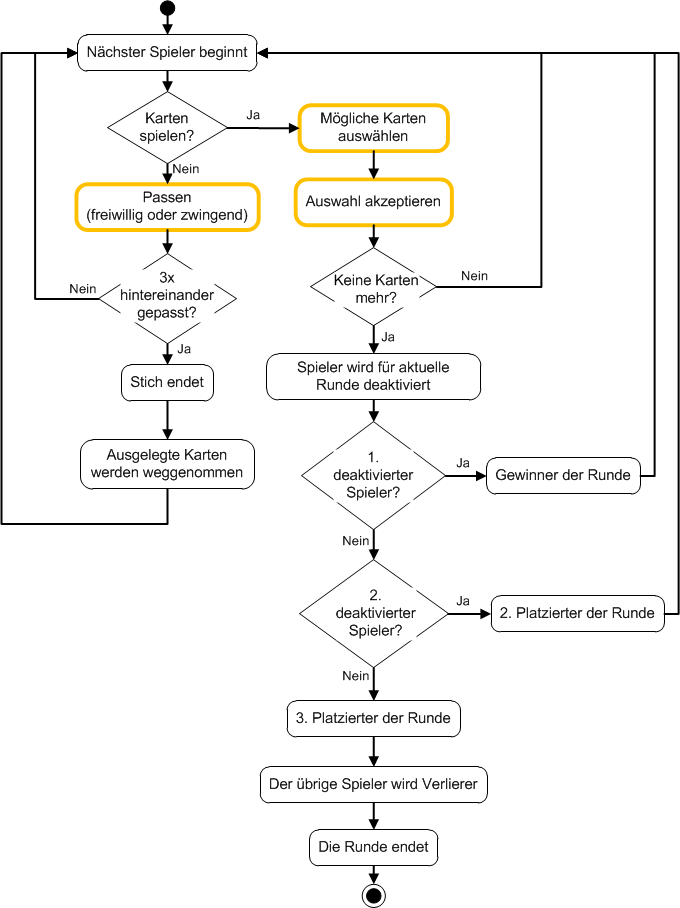 Nächster Spieler beginnt
Karten
spielen?
Ja
Mögliche Karten
auswählen
Nein
Passen
(freiwillig oder zwingend)
Auswahl akzeptieren
3x
hintereinander
gepasst?
Nein
Keine Karten
mehr?
Nein
Ja
Ja
Stich endet
Spieler wird für aktuelle
Runde deaktiviert
Ausgelegte Karten
werden weggenommen
1.
deaktivierter
Spieler?
Ja
Gewinner der Runde
Nein
2.
deaktivierter
Spieler?
Ja
2. Platzierter der Runde
Nein
3. Platzierter der Runde
Der übrige Spieler wird Verlierer
Die Runde endet